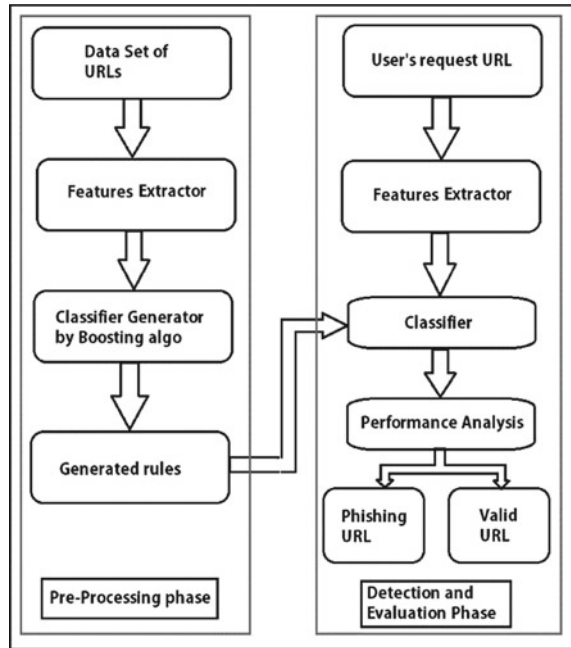 Data Set of
URLs
Features Extractor
Classifier Generator
by Boosting algo
Generated rules
Pre-Processing phase
User's request URL
Features Extractor
Classifier
Performance Analysis
Phishing
URL
Valid
URL
Detection and
Evaluation Phase